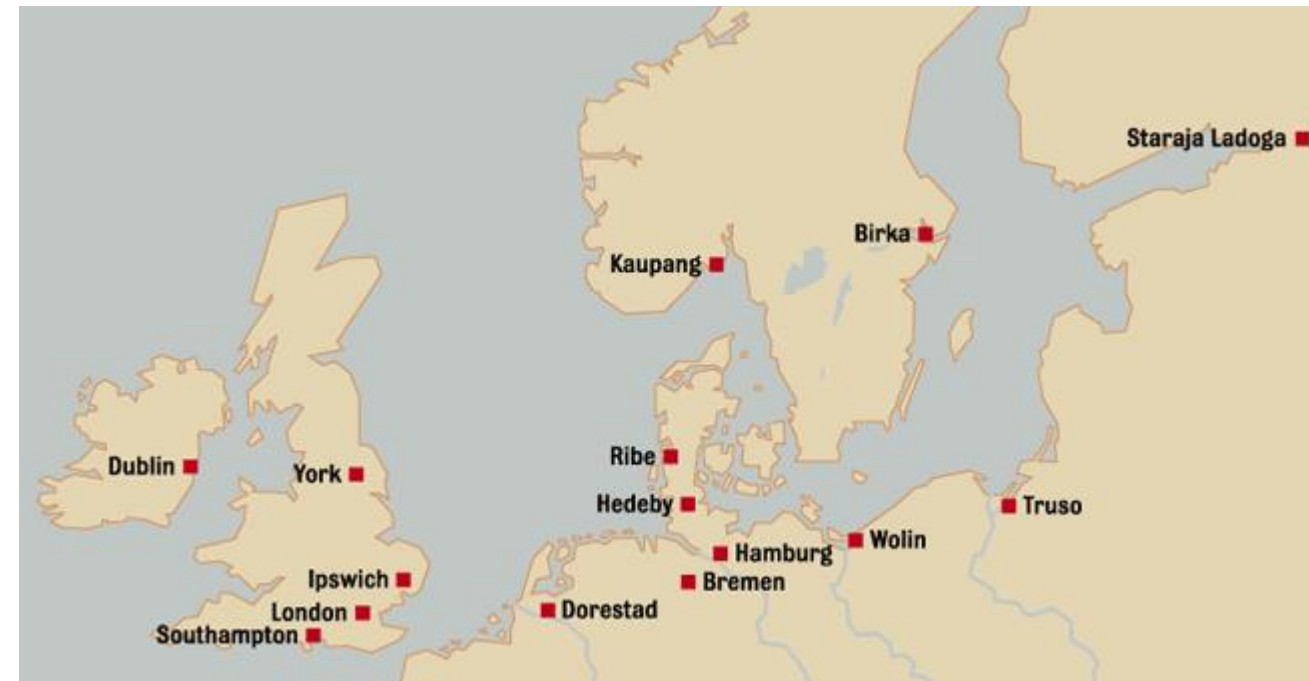 Staraja Ladoga
Birka
Kaupang
Ribe
Dublin
York
Hedeby
Truso
Wolin
Hamburg
Ipswich
Bremen
London
Dorestad
Southampton